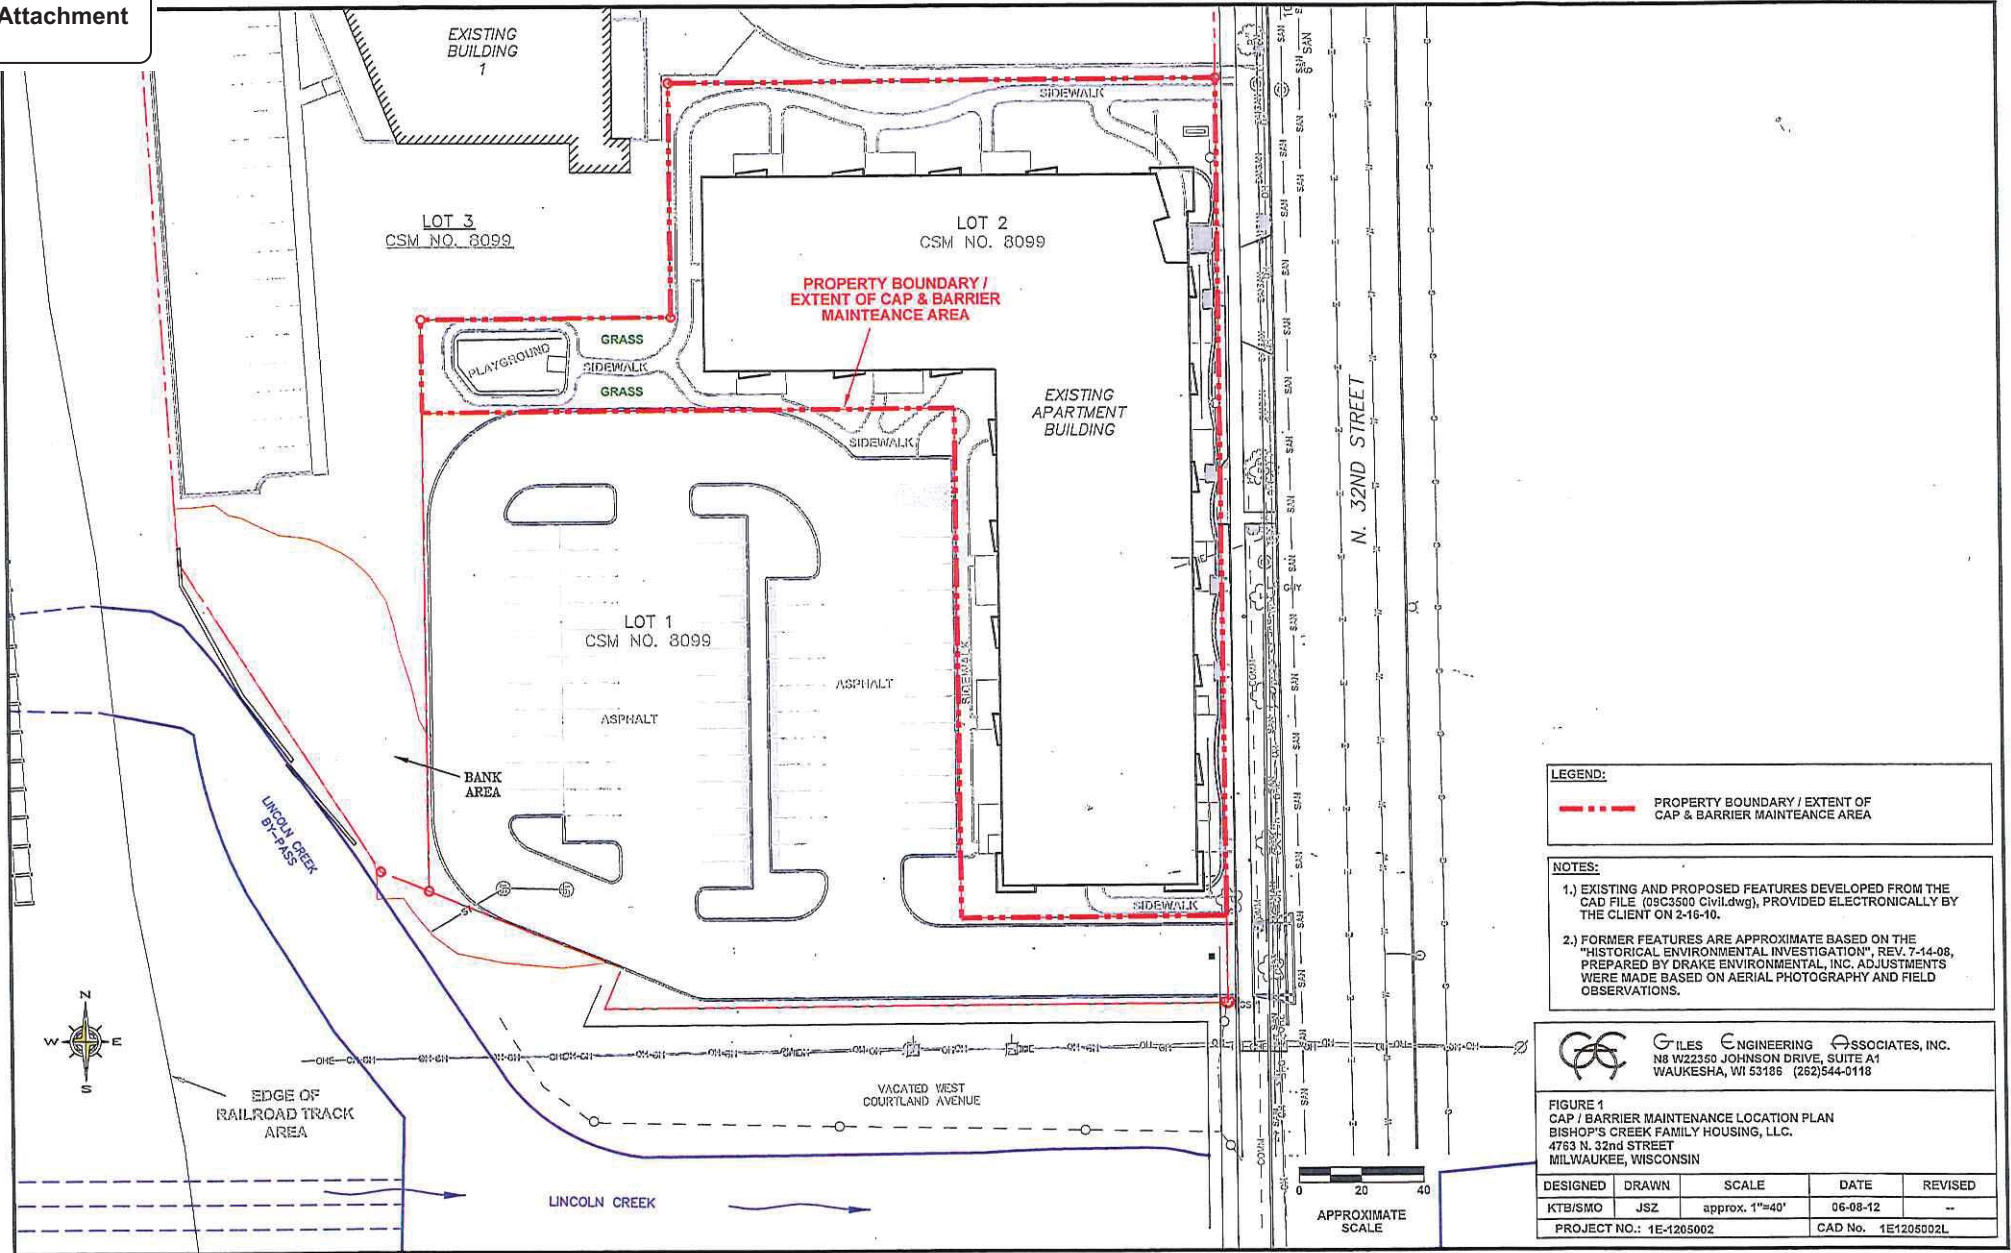 Attachment
EXISTING
BUILDING
1
SIDEWALK
LOT 3
CSM NO. 8099
LOT 2
CSM NO. 8099
PROPERTY BOUNDARY /
EXTENT OF CAP & BARRIER
MAINTEANCE AREA
GRASS
PLAYGROUND
SIDEWALK
GRASS
SIDEWALK
EXISTING
APARTMENT
BUILDING
N. 32ND STREET
LOT 1
CSM NO. 8099
ASPHALT
ASPHALT
SIDEWALK
BANK
AREA
LINCOLN CREEK
BY-PASS
SIDEWALK
GUY
N
W E
S
EDGE OF
RAILROAD TRACK
AREA
VACATED WEST
COURTLAND AVENUE
LINCOLN CREEK
0 20 40
APPROXIMATE
SCALE
LEGEND:
PROPERTY BOUNDARY / EXTENT OF
CAP & BARRIER MAINTEANCE AREA
NOTES:
1.) EXISTING AND PROPOSED FEATURES DEVELOPED FROM THE
CAD FILE (09C3500 Civil.dwg), PROVIDED ELECTRONICALLY BY
THE CLIENT ON 2-16-10.
2.) FORMER FEATURES ARE APPROXIMATE BASED ON THE
"HISTORICAL ENVIRONMENTAL INVESTIGATION", REV. 7-14-08,
PREPARED BY DRAKE ENVIRONMENTAL, INC. ADJUSTMENTS
WERE MADE BASED ON AERIAL PHOTOGRAPHY AND FIELD
OBSERVATIONS.
GILES ENGINEERING ASSOCIATES, INC.
N8 W22350 JOHNSON DRIVE, SUITE A1
WAUKESHA, WI 53186 (262)544-0118
FIGURE 1
CAP / BARRIER MAINTENANCE LOCATION PLAN
BISHOP'S CREEK FAMILY HOUSING, LLC.
4763 N. 32nd STREET
MILWAUKEE, WISCONSIN
DESIGNED DRAWN SCALE DATE REVISED
KTB/SMO JSZ approx. 1"=40' 06-08-12 --
PROJECT NO.: 1E-1205002 CAD No. 1E1205002L